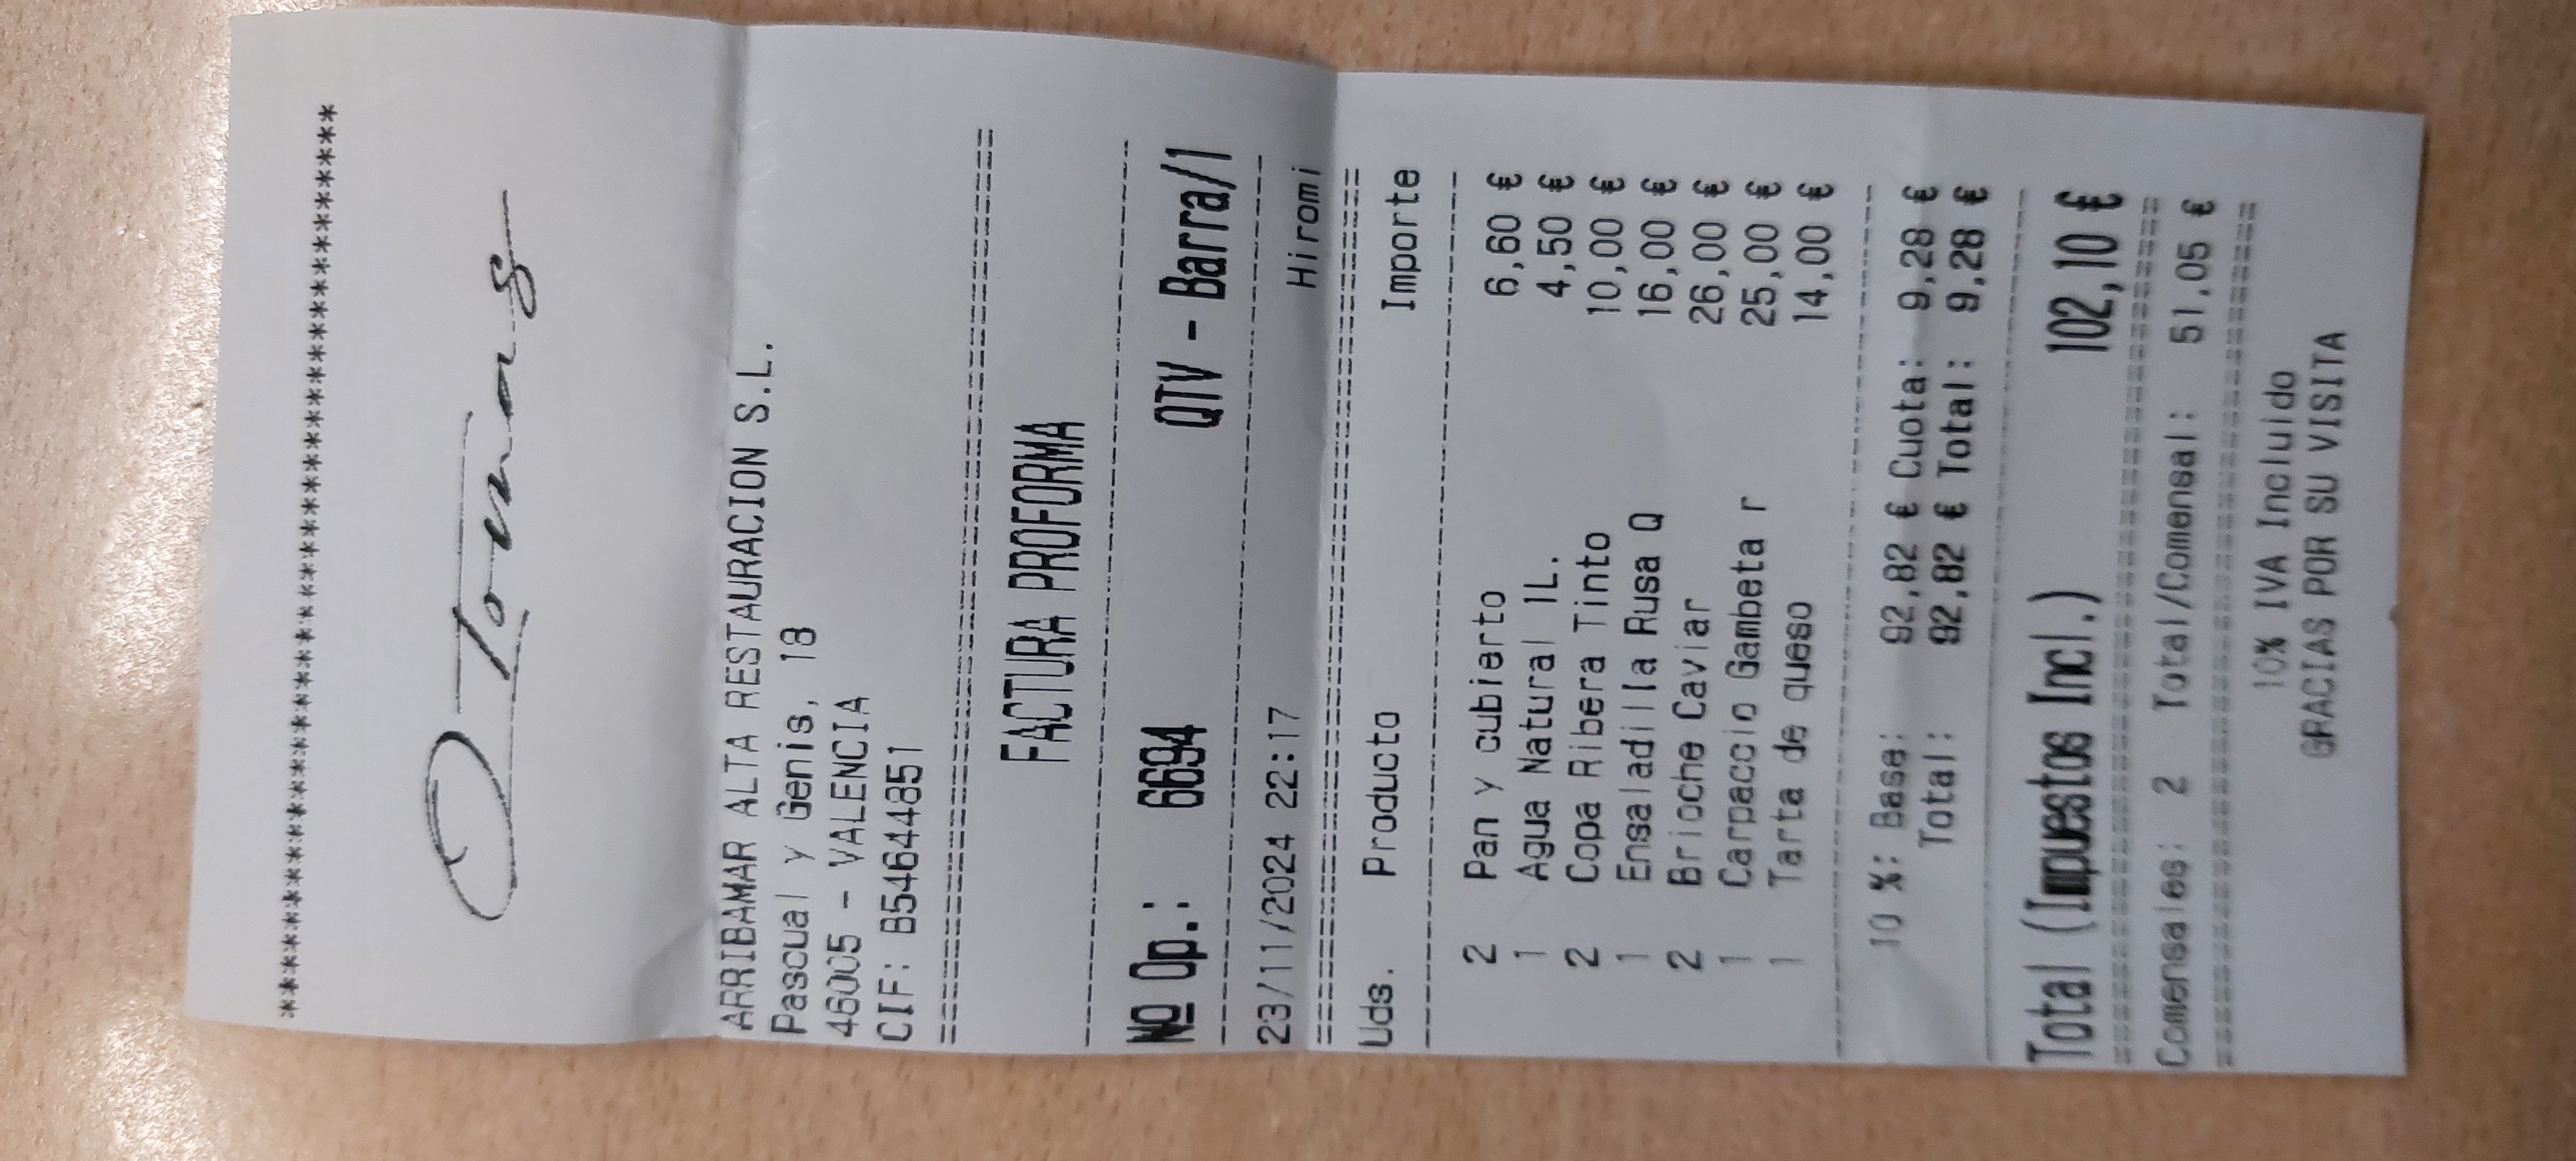 ****************************************
Q Tomas
ARRIBAMAR ALTA RESTAURACION S.L.
Pascual y Genis, 18
46005 - VALENCIA
CIF: B54644851
FACTURA PROFORMA
Nº Op.: 6694 QTV - Barra/1
23/11/2024 22:17
Hiromi
Uds. Producto Importe
2 Pan y cubierto 6,60 €
1 Agua Natural 1L. 4,50 €
2 Copa Ribera Tinto 10,00 €
1 Ensaladilla Rusa Q 16,00 €
2 Brioche Caviar 26,00 €
1 Carpaccio Gambeta r 25,00 €
1 Tarta de queso 14,00 €
10 %: Base: 92,82 € Cuota: 9,28 €
Total: 92,82 € Total: 9,28 €
Total (Impuestos Incl.) 102,10 €
Comensales: 2 Total/Comensal: 51,05 €
10% IVA Incluido
GRACIAS POR SU VISITA